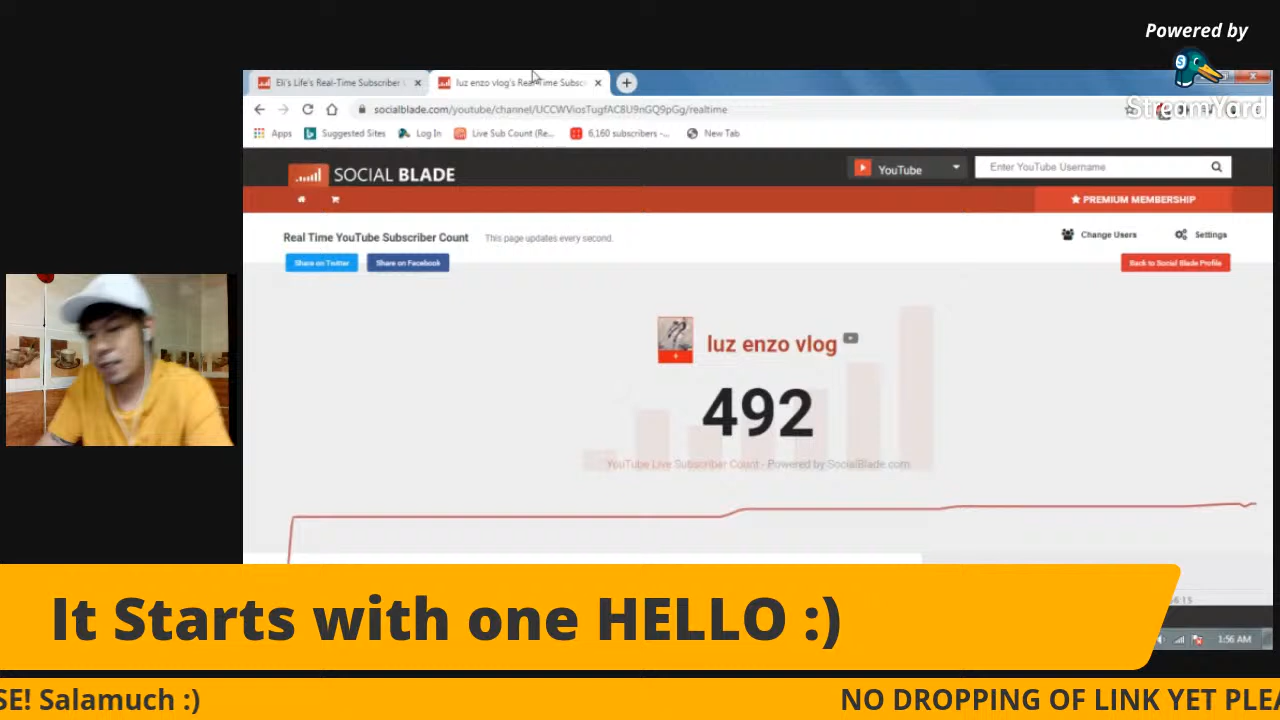 Powered by
StreamYard
Eli's Life's Real-Time Subscriber
luz enzo vlog's Real-Time Subsc
socialblade.com/youtube/channel/UCCWViosTugfAC8U9nGQ9pGg/realtime
Apps Suggested Sites Log In Live Sub Count (Re... 6,160 subscribers -... New Tab
SOCIAL BLADE YouTube Enter YouTube Username
PREMIUM MEMBERSHIP
Real Time YouTube Subscriber Count This page updates every second. Change Users Settings
Share on Twitter Share on Facebook Back to Social Blade Profile
luz enzo vlog
492
YouTube Live Subscriber Count - Powered by SocialBlade.com
It Starts with one HELLO :)
1:56 AM
SE! Salamuch :) NO DROPPING OF LINK YET PLEA